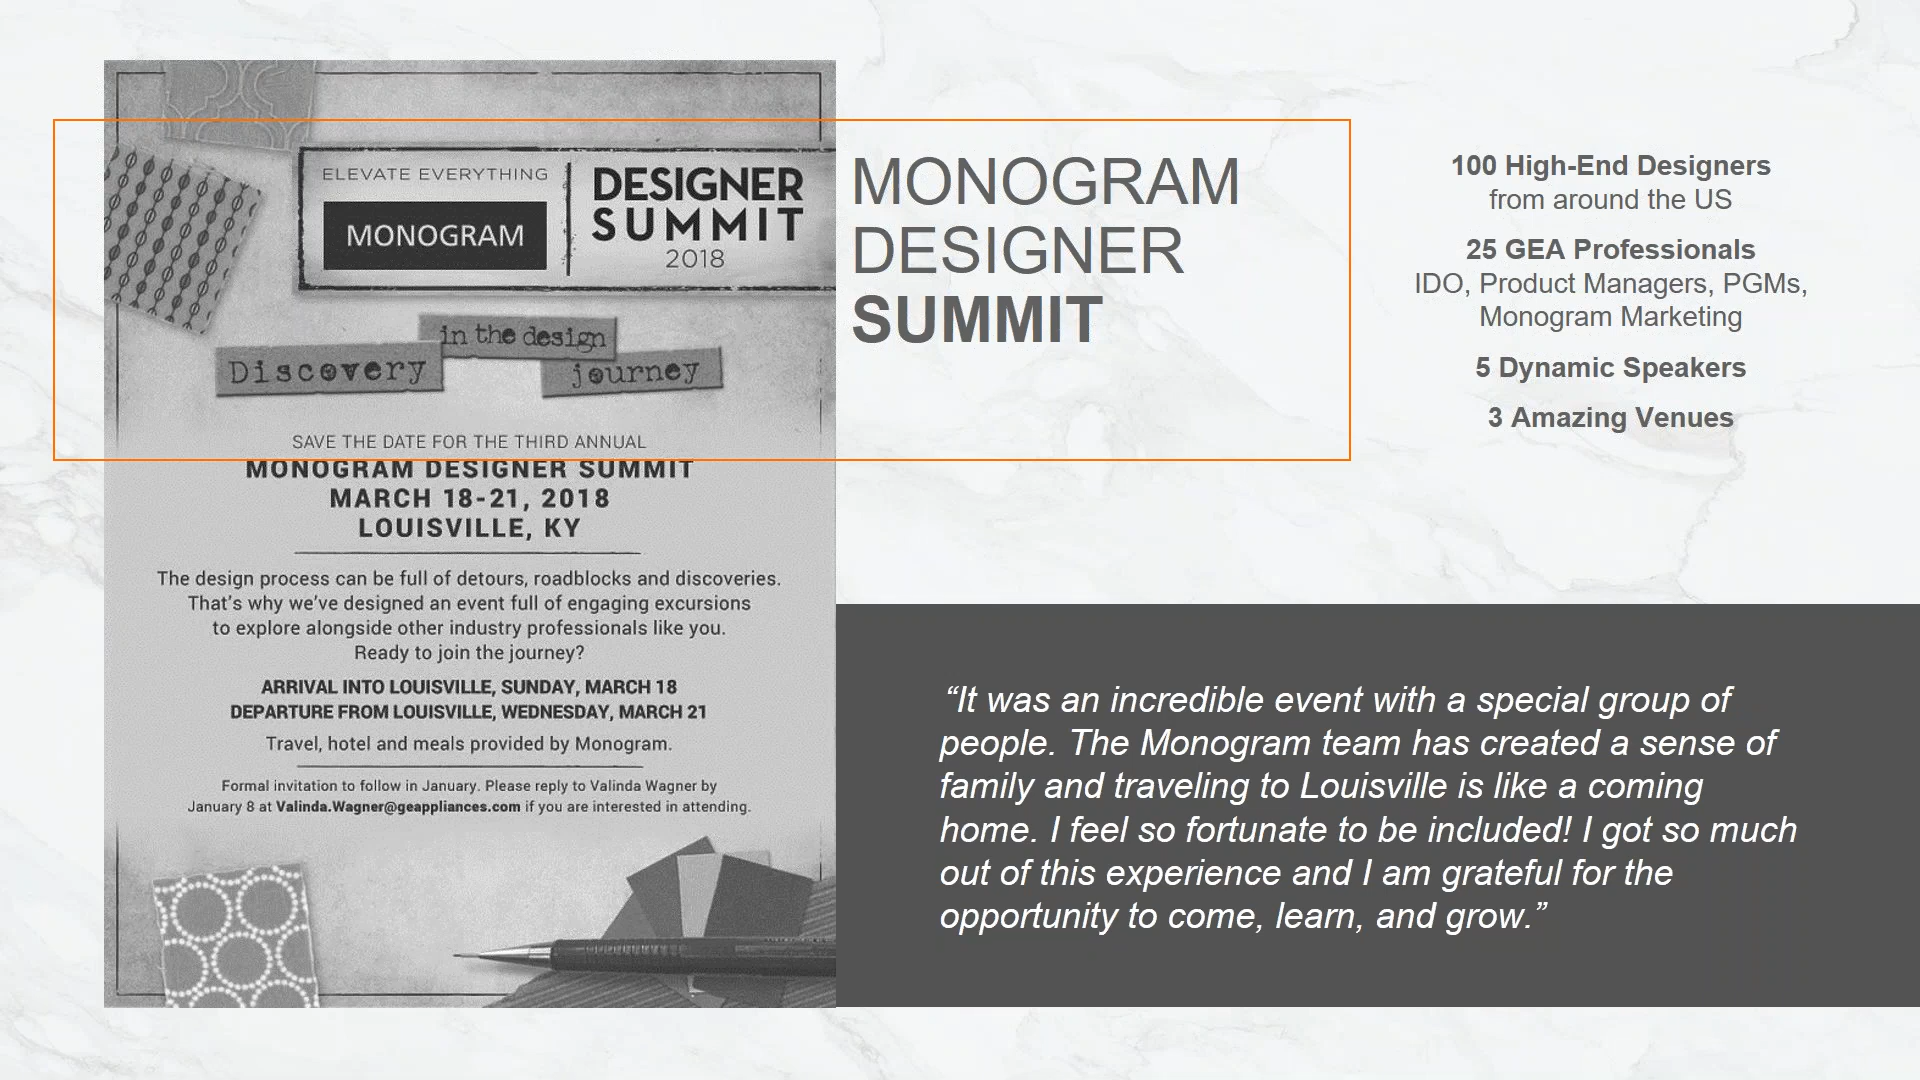 ELEVATE EVERYTHING
MONOGRAM
DESIGNER
SUMMIT
2018
Discovery
in the design
journey
SAVE THE DATE FOR THE THIRD ANNUAL
MONOGRAM DESIGNER SUMMIT
MARCH 18-21, 2018
LOUISVILLE, KY
The design process can be full of detours, roadblocks and discoveries.
That's why we've designed an event full of engaging excursions
to explore alongside other industry professionals like you.
Ready to join the journey?
ARRIVAL INTO LOUISVILLE, SUNDAY, MARCH 18
DEPARTURE FROM LOUISVILLE, WEDNESDAY, MARCH 21
Travel, hotel and meals provided by Monogram.
Formal invitation to follow in January. Please reply to Valinda Wagner by
January 8 at Valinda.Wagner@geappliances.com if you are interested in attending.
MONOGRAM
DESIGNER
SUMMIT
100 High-End Designers
from around the US
25 GEA Professionals
IDO, Product Managers, PGMs,
Monogram Marketing
5 Dynamic Speakers
3 Amazing Venues
“It was an incredible event with a special group of
people. The Monogram team has created a sense of
family and traveling to Louisville is like a coming
home. I feel so fortunate to be included! I got so much
out of this experience and I am grateful for the
opportunity to come, learn, and grow.”